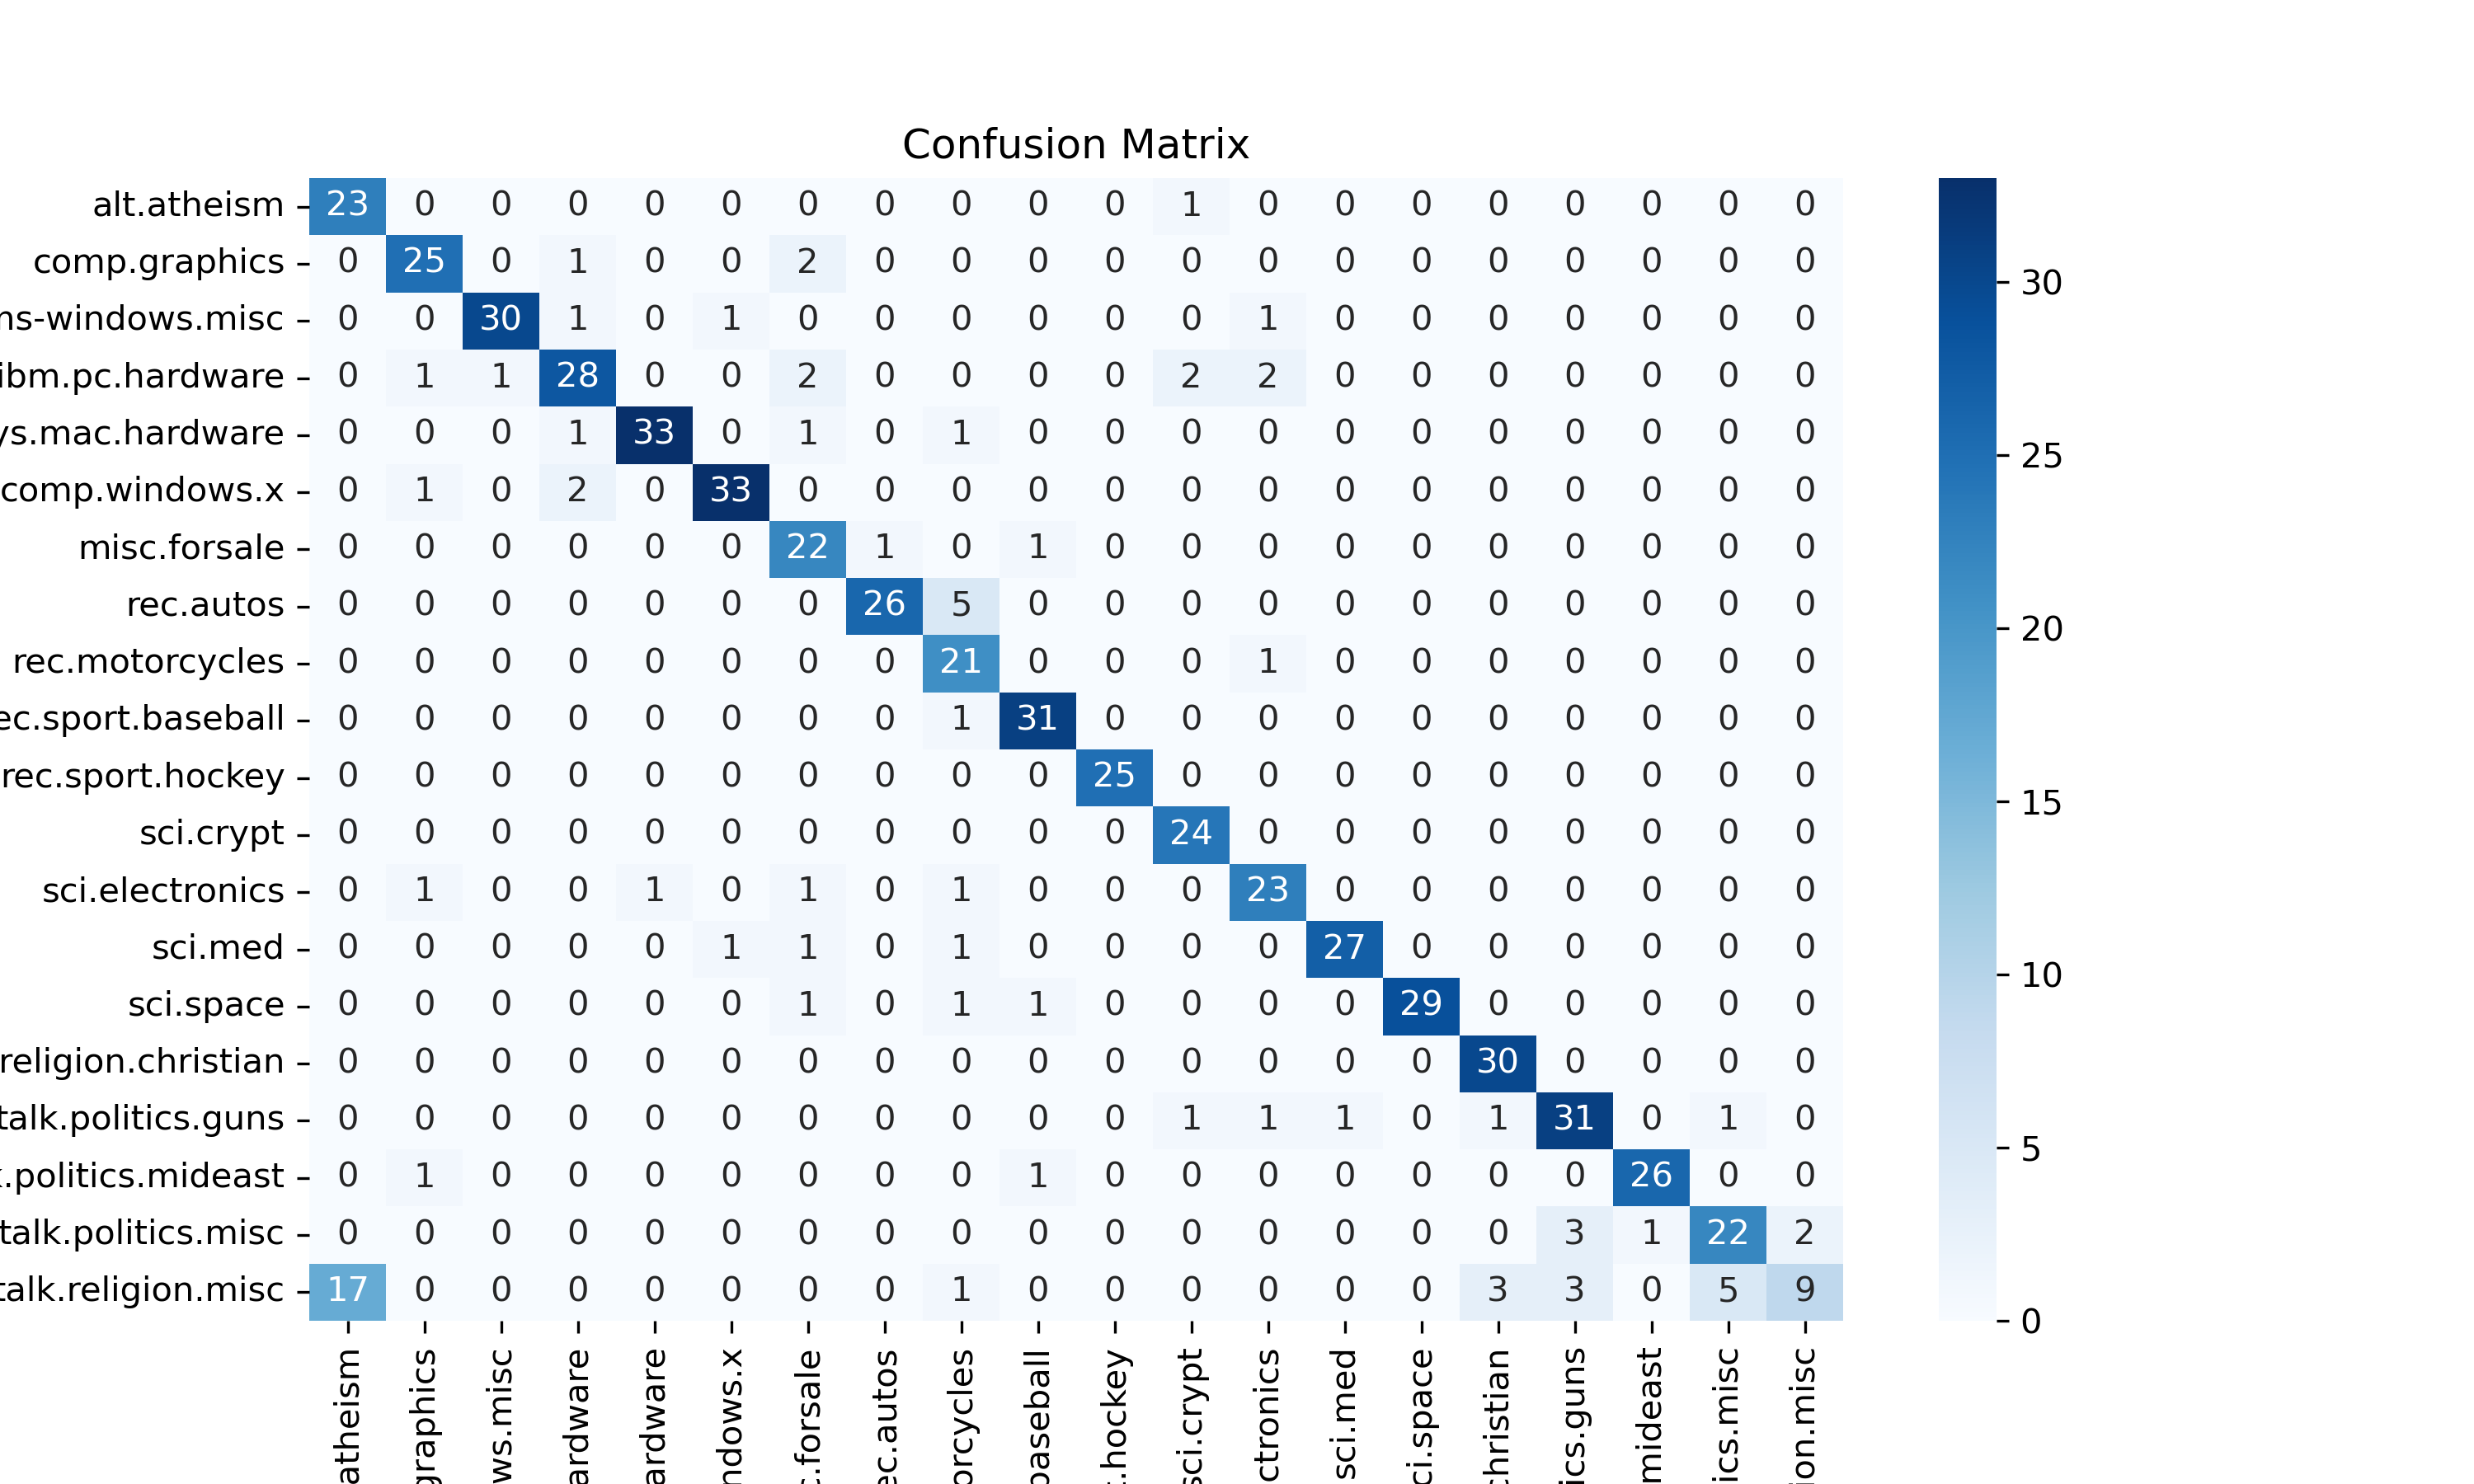 Confusion Matrix
alt.atheism 23 0 0 0 0 0 0 0 0 0 0 1 0 0 0 0 0 0 0 0
comp.graphics 0 25 0 1 0 0 2 0 0 0 0 0 0 0 0 0 0 0 0 0
ms-windows.misc 0 0 30 1 0 1 0 0 0 0 0 0 1 0 0 0 0 0 0 0
ibm.pc.hardware 0 1 1 28 0 0 2 0 0 0 0 2 2 0 0 0 0 0 0 0
ys.mac.hardware 0 0 0 1 33 0 1 0 1 0 0 0 0 0 0 0 0 0 0 0
comp.windows.x 0 1 0 2 0 33 0 0 0 0 0 0 0 0 0 0 0 0 0 0
misc.forsale 0 0 0 0 0 0 22 1 0 1 0 0 0 0 0 0 0 0 0 0
rec.autos 0 0 0 0 0 0 0 26 5 0 0 0 0 0 0 0 0 0 0 0
rec.motorcycles 0 0 0 0 0 0 0 0 21 0 0 0 1 0 0 0 0 0 0 0
ec.sport.baseball 0 0 0 0 0 0 0 0 1 31 0 0 0 0 0 0 0 0 0 0
rec.sport.hockey 0 0 0 0 0 0 0 0 0 0 25 0 0 0 0 0 0 0 0 0
sci.crypt 0 0 0 0 0 0 0 0 0 0 0 24 0 0 0 0 0 0 0 0
sci.electronics 0 1 0 0 1 0 1 0 1 0 0 0 23 0 0 0 0 0 0 0
sci.med 0 0 0 0 0 1 1 0 1 0 0 0 0 27 0 0 0 0 0 0
sci.space 0 0 0 0 0 0 1 0 1 1 0 0 0 0 29 0 0 0 0 0
religion.christian 0 0 0 0 0 0 0 0 0 0 0 0 0 0 0 30 0 0 0 0
talk.politics.guns 0 0 0 0 0 0 0 0 0 0 0 1 1 1 0 1 31 0 1 0
.politics.mideast 0 1 0 0 0 0 0 0 0 1 0 0 0 0 0 0 0 26 0 0
talk.politics.misc 0 0 0 0 0 0 0 0 0 0 0 0 0 0 0 0 3 1 22 2
talk.religion.misc 17 0 0 0 0 0 0 0 1 0 0 0 0 0 0 3 3 0 5 9
atheism
graphics
ws.misc
ardware
ardware
ndows.x
c.forsale
ec.autos
orcycles
baseball
.hockey
sci.crypt
ctronics
sci.med
ci.space
christian
ics.guns
mideast
ics.misc
ion.misc
30
25
20
15
10
5
0